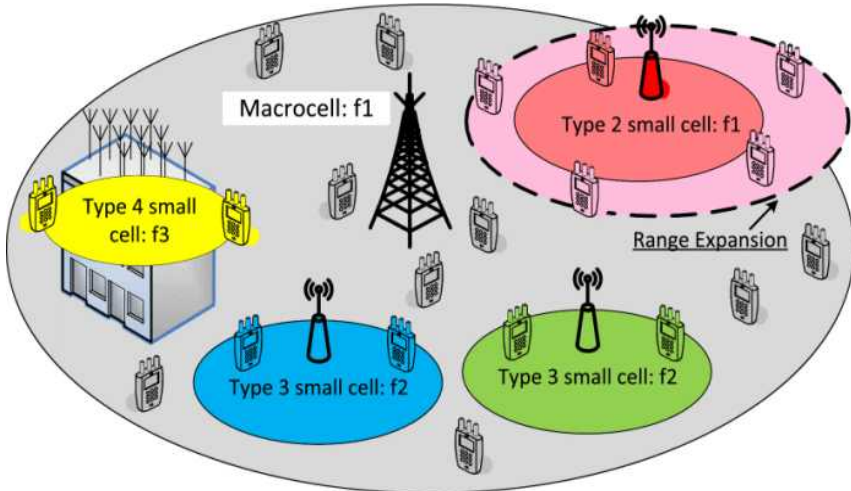 Macrocell: f1
Type 2 small cell: f1
Type 4 small
cell: f3
Range Expansion
Type 3 small cell: f2
Type 3 small cell: f2